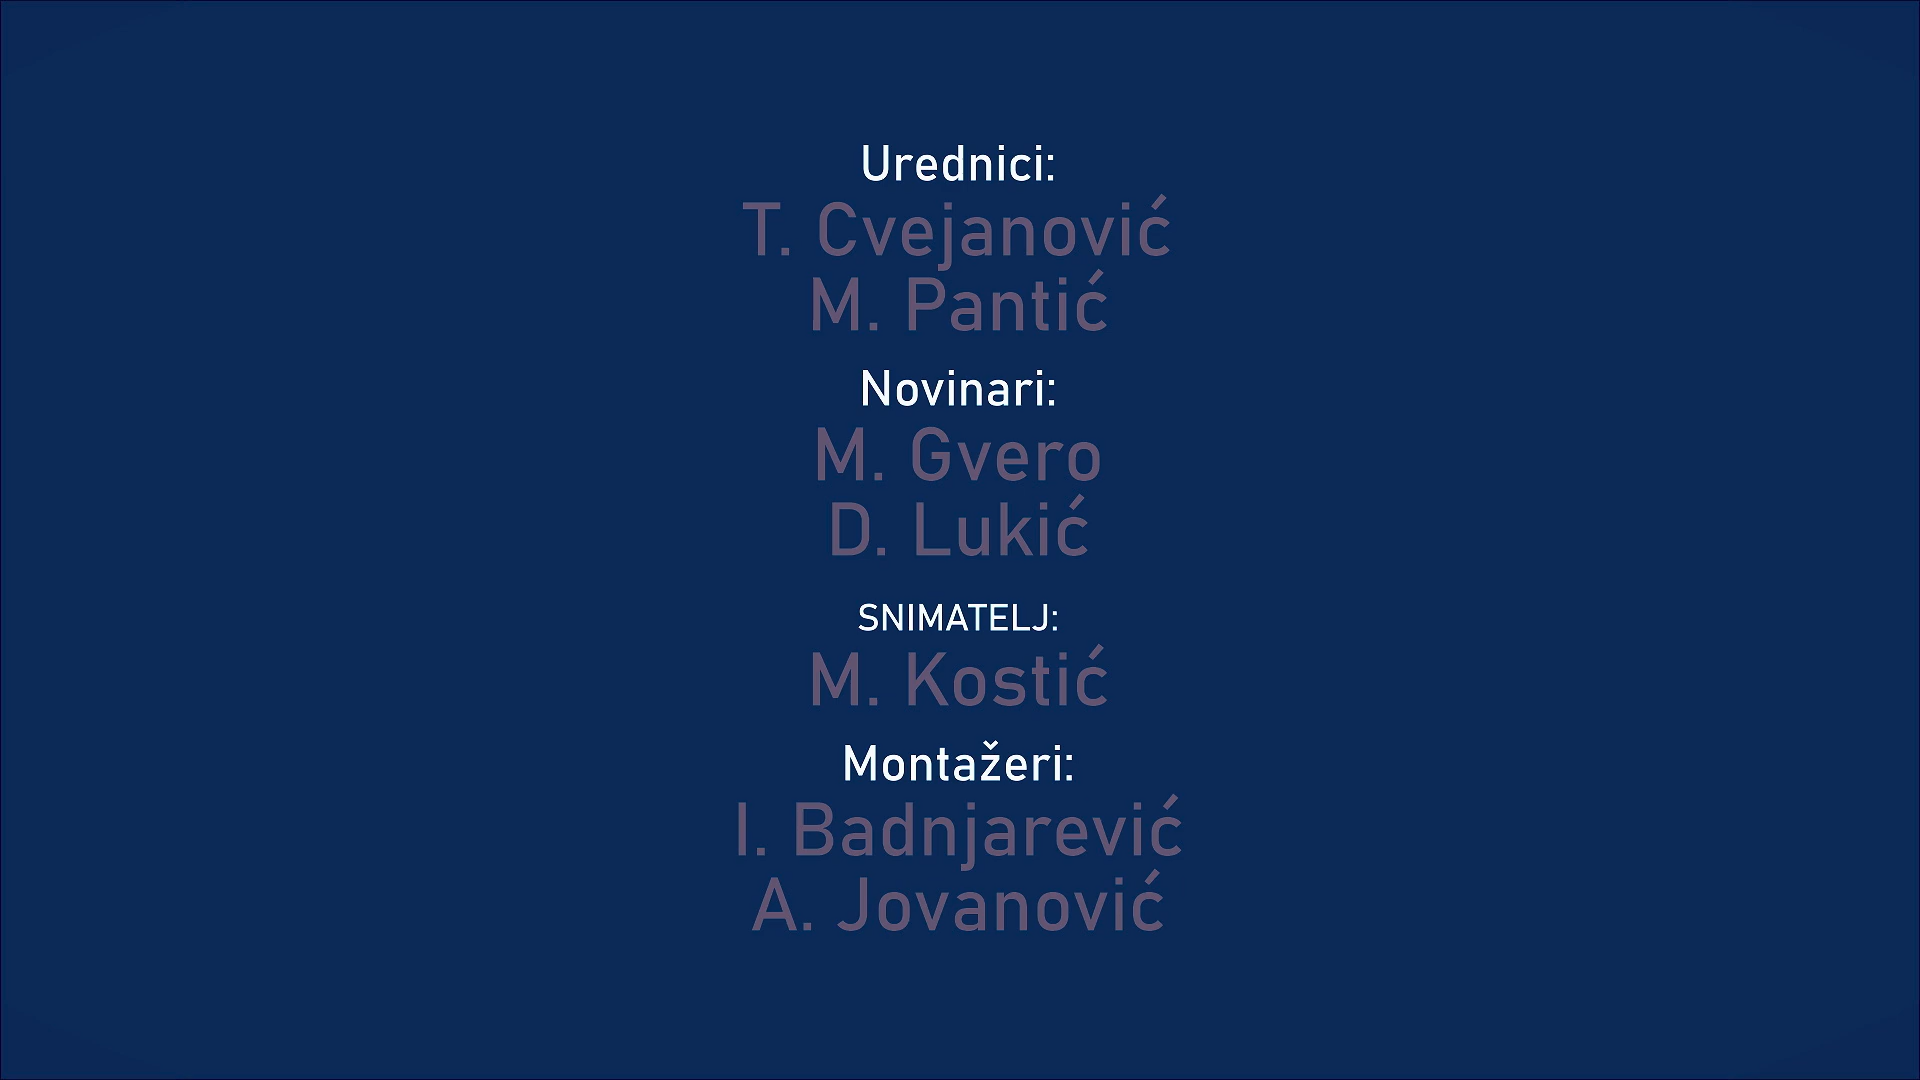 Urednici:
T. Cvejanović
M. Pantić
Novinari:
M. Gvero
D. Lukić
SNIMATELJ:
M. Kostić
Montažeri:
I. Badnjarević
A. Jovanović